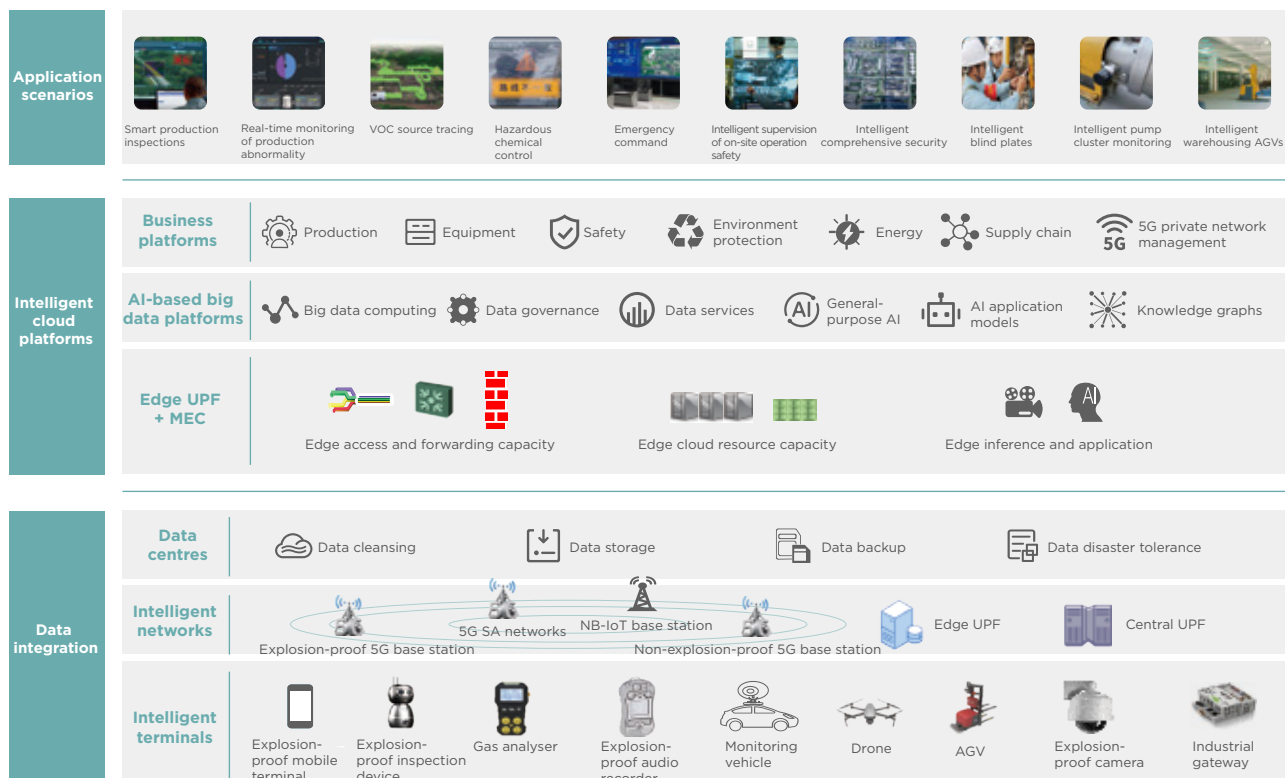 Application
scenarios
Smart production
inspections
Real-time monitoring
of production
abnormality
VOC source tracing
Hazardous
chemical
control
Emergency
command
Intelligent supervision
of on-site operation
safety
Intelligent
comprehensive security
Intelligent
blind plates
Intelligent pump
cluster monitoring
Intelligent
warehousing AGVs
Intelligent
cloud
platforms
Business
platforms
Production
Equipment
Safety
Environment
protection
Energy
Supply chain
5G
5G private network
management
AI-based big
data platforms
Big data computing
Data governance
Data services
AI
General-
purpose AI
AI application
models
Knowledge graphs
Edge UPF
+ MEC
Edge access and forwarding capacity
Edge cloud resource capacity
AI
Edge inference and application
Data
integration
Data
centres
Data cleansing
Data storage
Data backup
Data disaster tolerance
Intelligent
networks
Explosion-proof 5G base station
5G SA networks
NB-IoT base station
Non-explosion-proof 5G base station
Edge UPF
Central UPF
Intelligent
terminals
Explosion-
proof mobile
terminal
Explosion-
proof inspection
device
Gas analyser
Explosion-
proof audio
recorder
Monitoring
vehicle
Drone
AGV
Explosion-
proof camera
Industrial
gateway